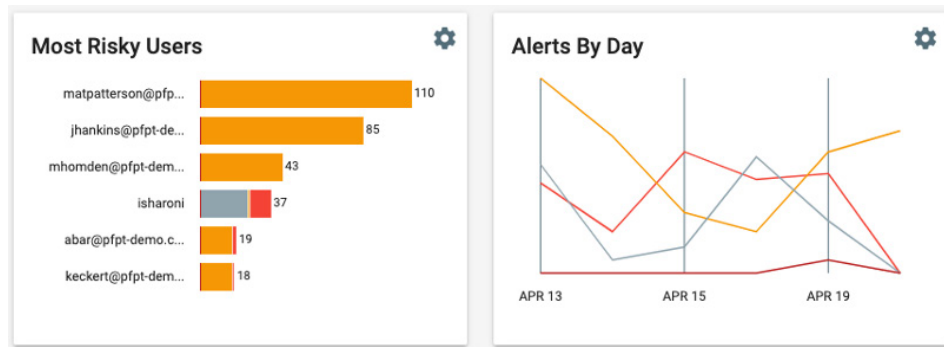 Most Risky Users
matpatterson@pfp... 110
jhankins@pfpt-de... 85
mhomden@pfpt-dem... 43
isharoni 37
abar@pfpt-demo.c... 19
keckert@pfpt-dem... 18
Alerts By Day
APR 13 APR 15 APR 19